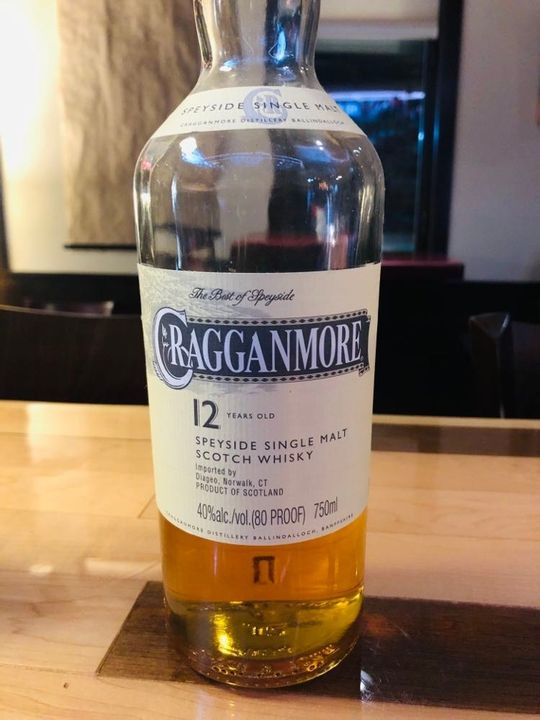 SPEYSIDE SINGLE MALT
CRAGGANMORE DISTILLERY BALLINDALLOCH
The Best of Speyside
CRAGGANMORE
12 YEARS OLD
SPEYSIDE SINGLE MALT
SCOTCH WHISKY
Imported by
Diageo, Norwalk, CT
PRODUCT OF SCOTLAND
40%alc./vol.(80 PROOF) 750ml
CRAGGANMORE DISTILLERY BALLINDALLOCH, BANFFSHIRE